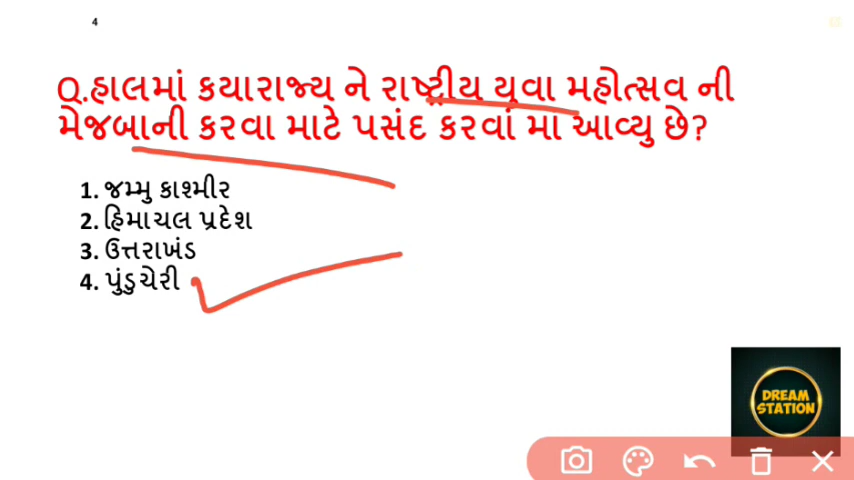 4
Q.હાલમાં કયારાજ્ય ને રાષ્ટ્રીય યુવા મહોત્સવ ની
મેજબાની કરવા માટે પસંદ કરવાં માં આવ્યુ છે?
1. જમ્મુ કાશ્મીર
2. હિમાચલ પ્રદેશ
3. ઉત્તરાખંડ
4. પુંડુચેરી
DREAM
STATION